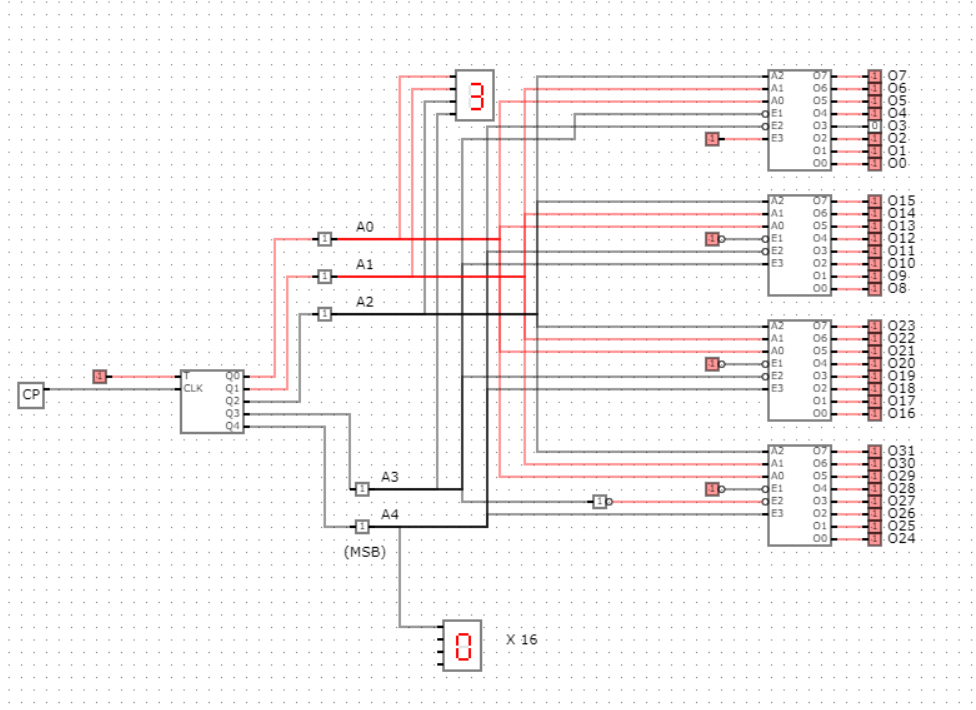 3
A2 O7 1 O7
A1 O6 1 O6
A0 O5 1 O5
E1 O4 1 O4
E2 O3 0 O3
1 E3 O2 1 O2
O1 1 O1
O0 1 O0
A2 O7 1 O15
A1 O6 1 O14
A0 O5 1 O13
1 E1 O4 1 O12
E2 O3 1 O11
E3 O2 1 O10
O1 1 O9
O0 1 O8
A0
1
A1
1
A2
1
A2 O7 1 O23
A1 O6 1 O22
A0 O5 1 O21
1 E1 O4 1 O20
E2 O3 1 O19
E3 O2 1 O18
O1 1 O17
O0 1 O16
1 T Q0
CP CLK Q1
Q2
Q3
Q4
A2 O7 1 O31
A1 O6 1 O30
A0 O5 1 O29
1 E1 O4 1 O28
1 E2 O3 1 O27
E3 O2 1 O26
O1 1 O25
O0 1 O24
A3
1
A4
1
(MSB)
0 X 16